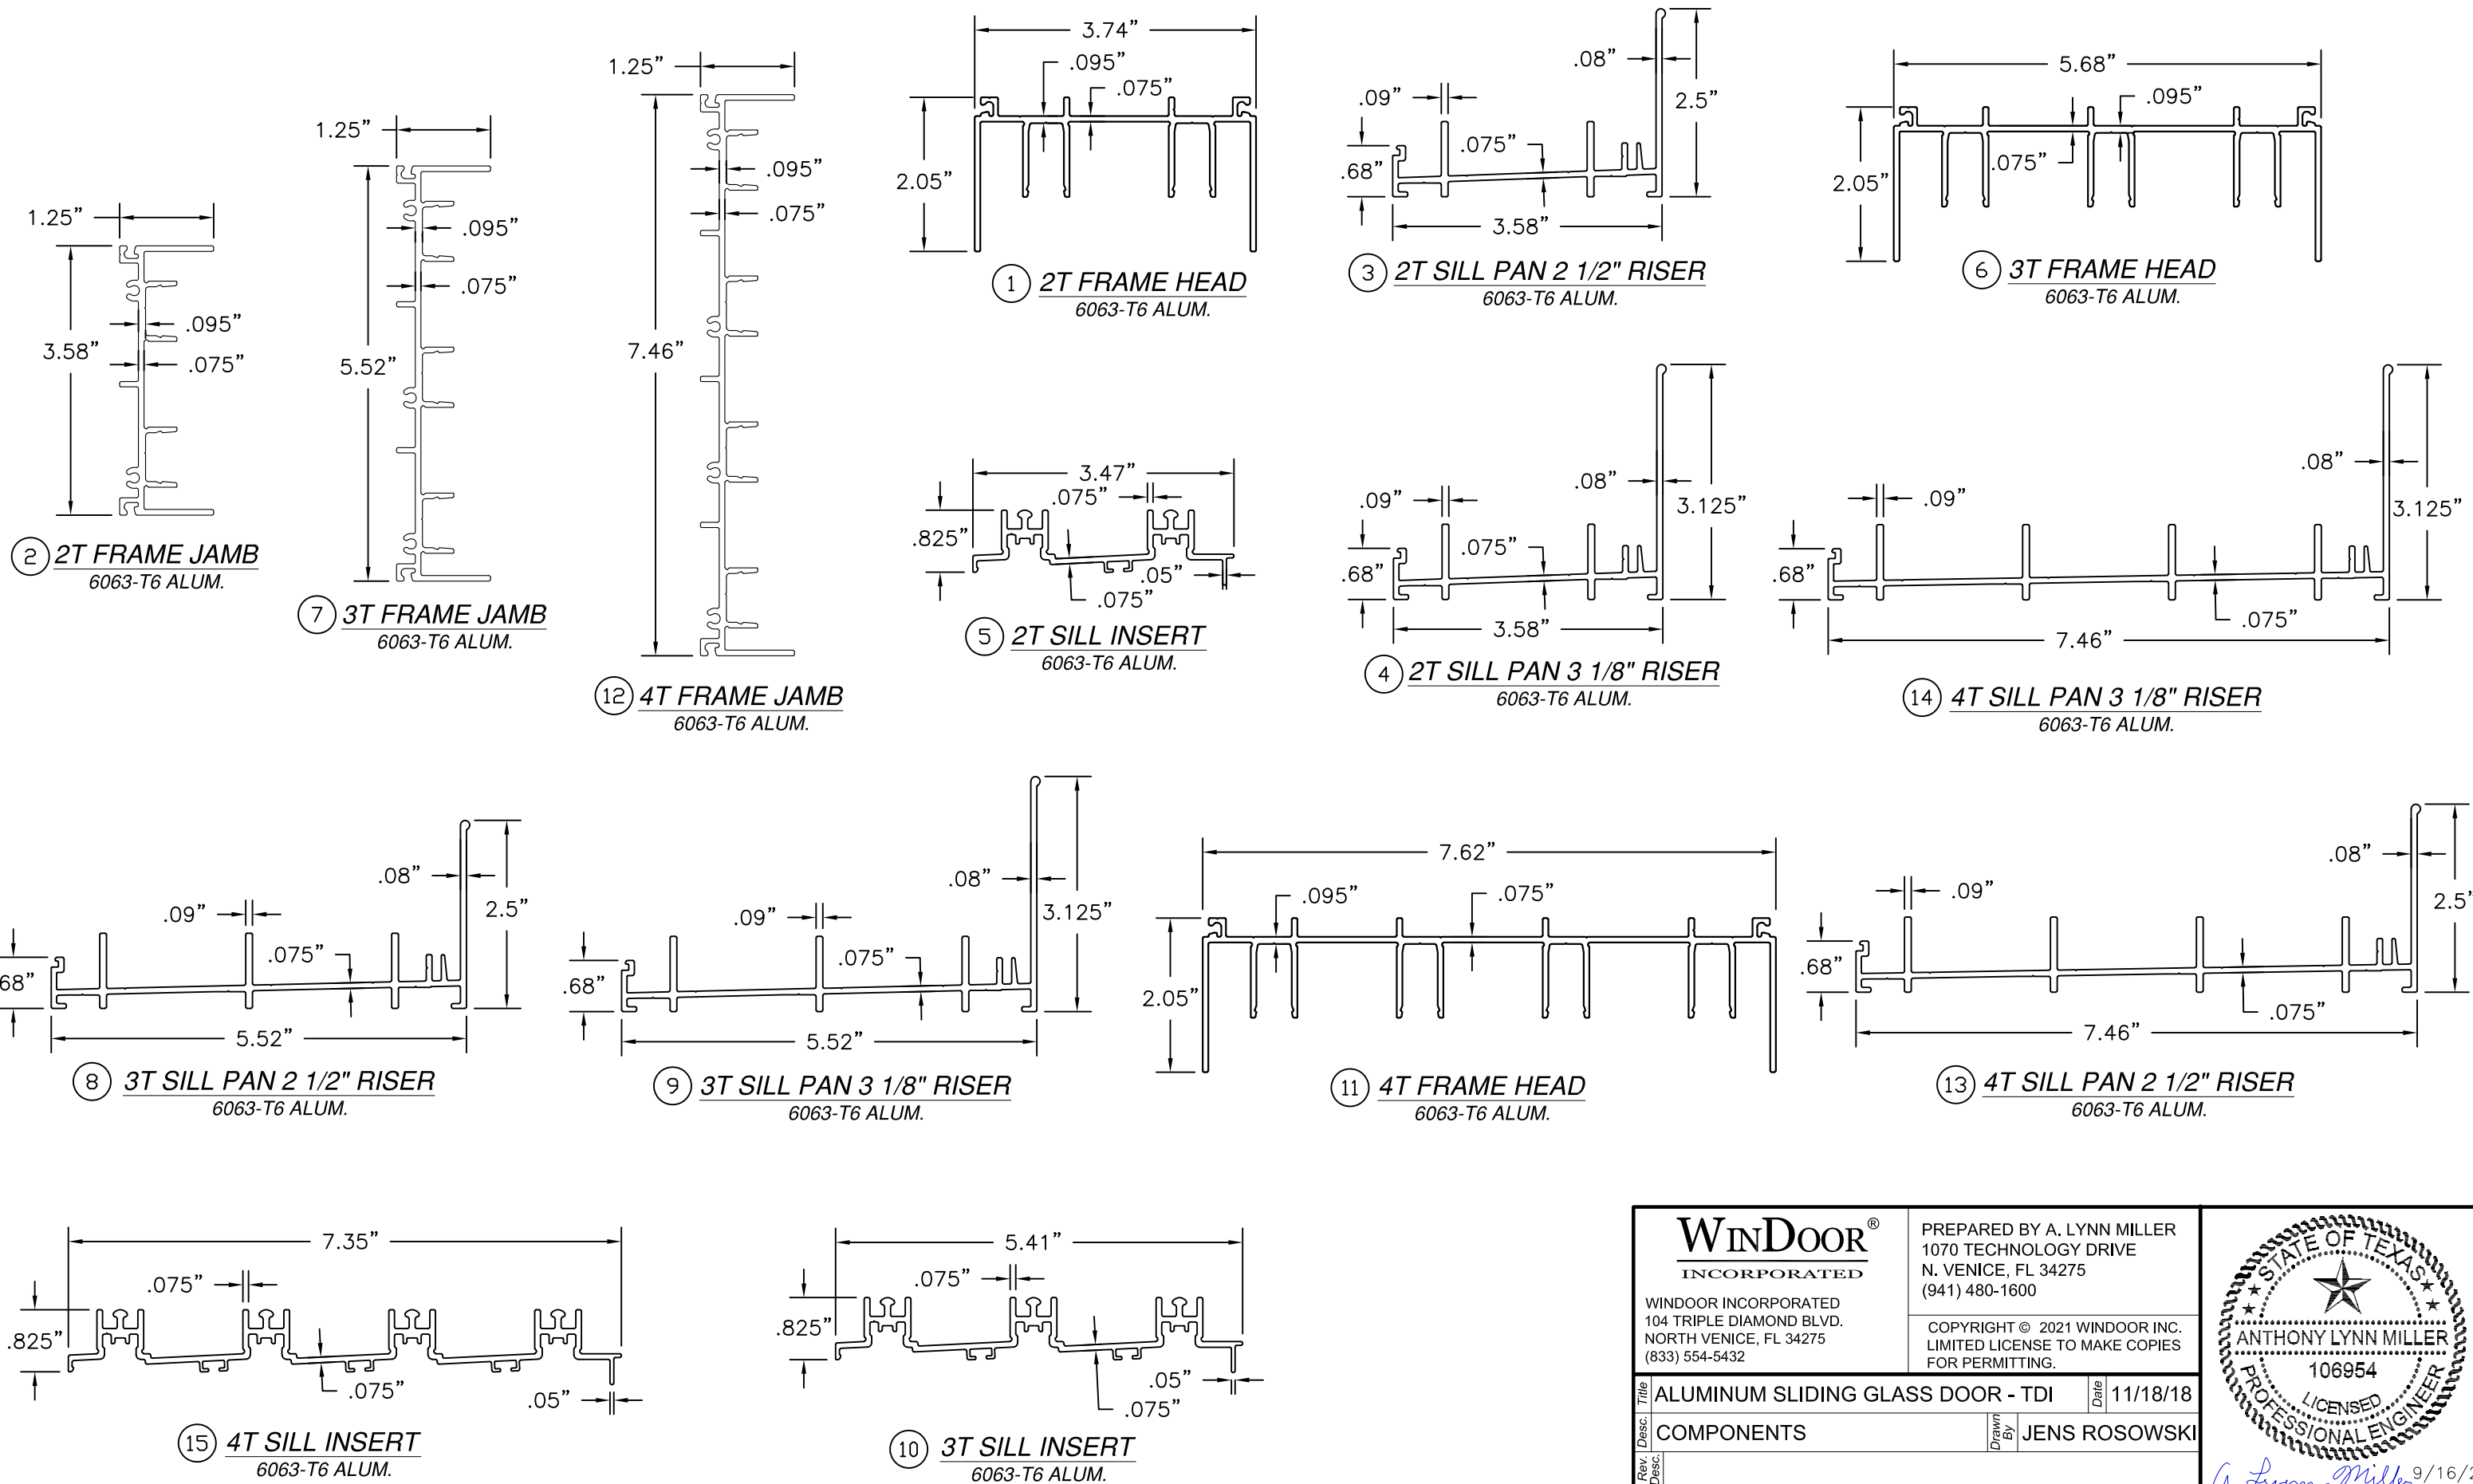 1.25”
3.58”
.095”
.075”
2 2T FRAME JAMB
6063-T6 ALUM.
1.25”
5.52”
.095”
.075”
7 3T FRAME JAMB
6063-T6 ALUM.
1.25”
7.46”
.095”
.075”
12 4T FRAME JAMB
6063-T6 ALUM.
3.74”
.095”
.075”
2.05”
1 2T FRAME HEAD
6063-T6 ALUM.
.08”
2.5”
.09”
.075”
.68”
3.58”
3 2T SILL PAN 2 1/2" RISER
6063-T6 ALUM.
5.68”
.095”
.075”
2.05”
6 3T FRAME HEAD
6063-T6 ALUM.
3.47”
.075”
.825”
.05”
.075”
5 2T SILL INSERT
6063-T6 ALUM.
.08”
.09”
3.125”
.075”
.68”
3.58”
4 2T SILL PAN 3 1/8" RISER
6063-T6 ALUM.
.08”
.09”
3.125”
.68”
.075”
7.46”
14 4T SILL PAN 3 1/8" RISER
6063-T6 ALUM.
.08”
.09”
2.5”
.075”
68”
5.52”
8 3T SILL PAN 2 1/2" RISER
6063-T6 ALUM.
.08”
.09”
3.125”
.075”
.68”
5.52”
9 3T SILL PAN 3 1/8" RISER
6063-T6 ALUM.
7.62”
.095”
.075”
2.05”
11 4T FRAME HEAD
6063-T6 ALUM.
.08”
.09”
2.5”
.68”
.075”
7.46”
13 4T SILL PAN 2 1/2" RISER
6063-T6 ALUM.
7.35”
.075”
.825”
.075”
.05”
15 4T SILL INSERT
6063-T6 ALUM.
5.41”
.075”
.825”
.05”
.075”
10 3T SILL INSERT
6063-T6 ALUM.
WINDOOR®
INCORPORATED
WINDOOR INCORPORATED
104 TRIPLE DIAMOND BLVD.
NORTH VENICE, FL 34275
(833) 554-5432
PREPARED BY A. LYNN MILLER
1070 TECHNOLOGY DRIVE
N. VENICE, FL 34275
(941) 480-1600
COPYRIGHT © 2021 WINDOOR INC.
LIMITED LICENSE TO MAKE COPIES
FOR PERMITTING.
Title ALUMINUM SLIDING GLASS DOOR - TDI Date 11/18/18
Desc. COMPONENTS Drawn By JENS ROSOWSKI
Rev. Desc.
STATE OF TEXAS
ANTHONY LYNN MILLER
106954
LICENSED
PROFESSIONAL ENGINEER
A. Lynn Miller 9/16/2